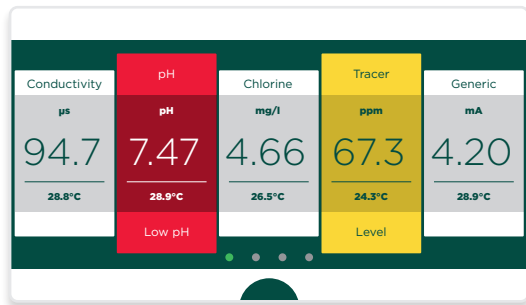 Conductivity
µs
94.7
28.8°C
pH
pH
7.47
28.9°C
Low pH
Chlorine
mg/l
4.66
26.5°C
Tracer
ppm
67.3
24.3°C
Level
Generic
mA
4.20
28.9°C